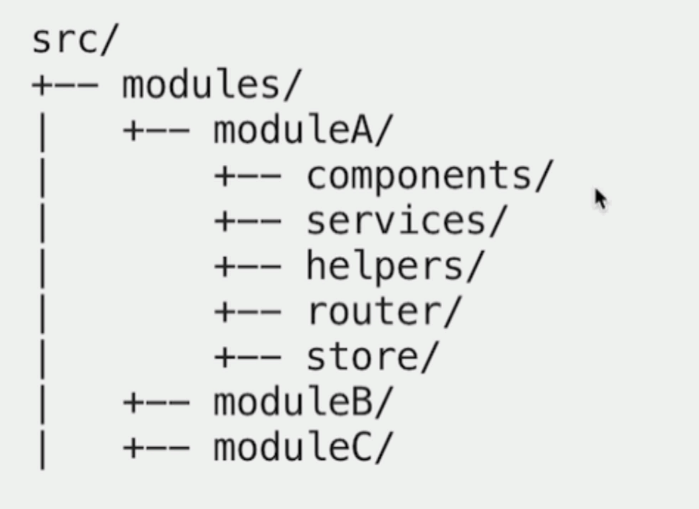 src/
+–– modules/
|   +–– moduleA/
|       +–– components/
|       +–– services/
|       +–– helpers/
|       +–– router/
|       +–– store/
|   +–– moduleB/
|   +–– moduleC/